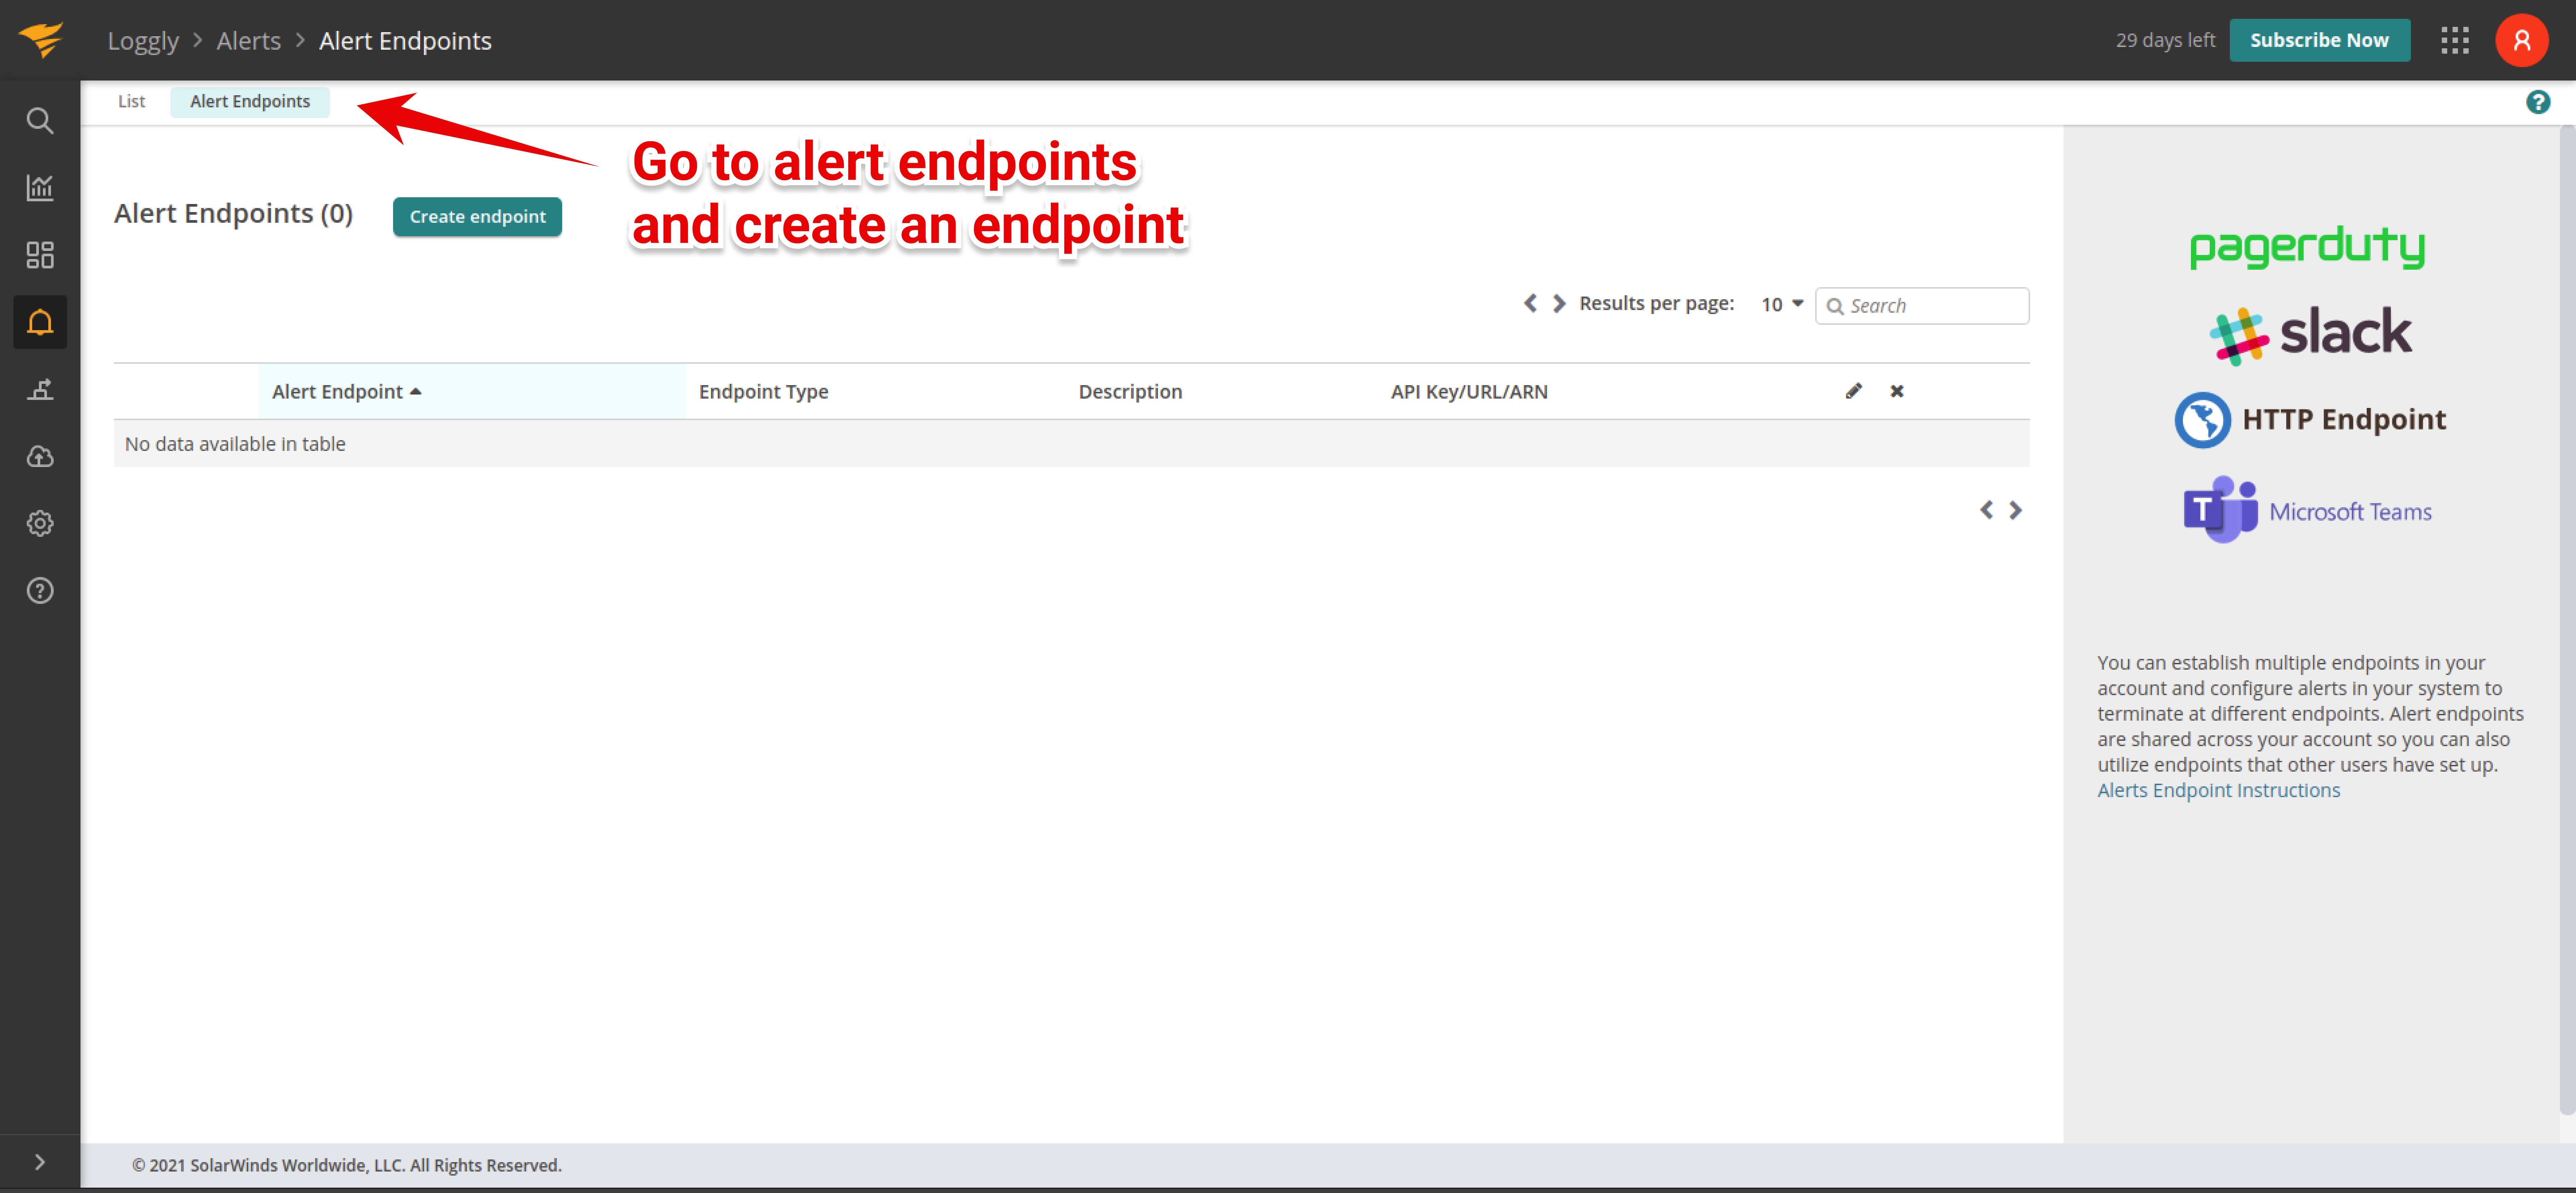 Loggly > Alerts > Alert Endpoints
29 days left
Subscribe Now
List
Alert Endpoints
Go to alert endpoints
and create an endpoint
Alert Endpoints (0)
Create endpoint
Results per page: 10
Search
Alert Endpoint
Endpoint Type
Description
API Key/URL/ARN
No data available in table
pagerduty
slack
HTTP Endpoint
T Microsoft Teams
You can establish multiple endpoints in your
account and configure alerts in your system to
terminate at different endpoints. Alert endpoints
are shared across your account so you can also
utilize endpoints that other users have set up.
Alerts Endpoint Instructions
© 2021 SolarWinds Worldwide, LLC. All Rights Reserved.